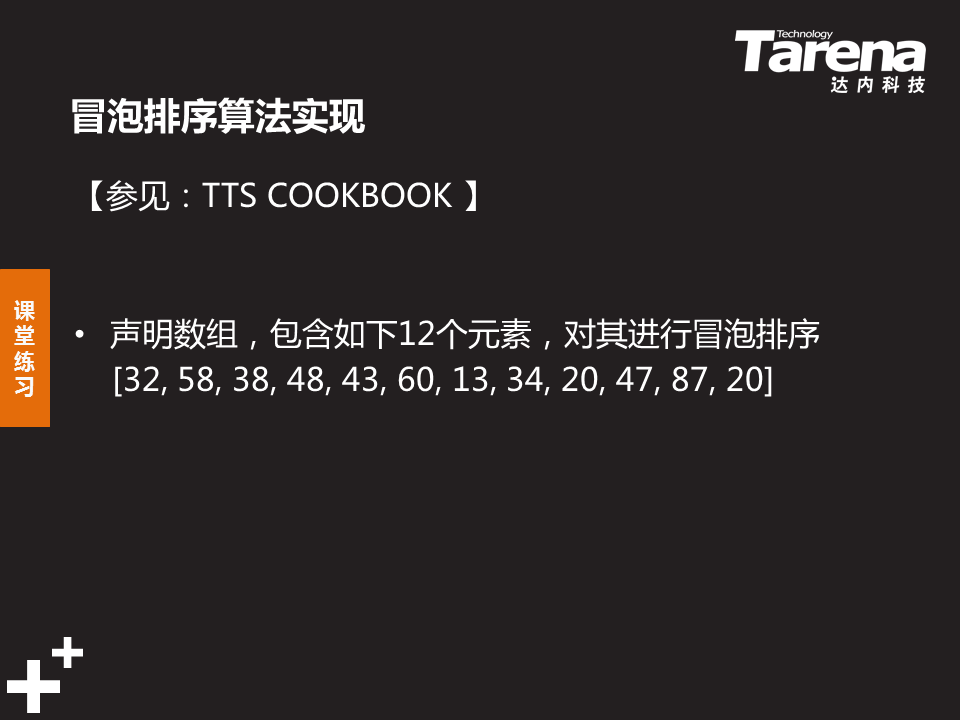 Technology
Tarena
达内科技
冒泡排序算法实现
【参见：TTS COOKBOOK 】
课堂练习
• 声明数组，包含如下12个元素，对其进行冒泡排序
[32, 58, 38, 48, 43, 60, 13, 34, 20, 47, 87, 20]